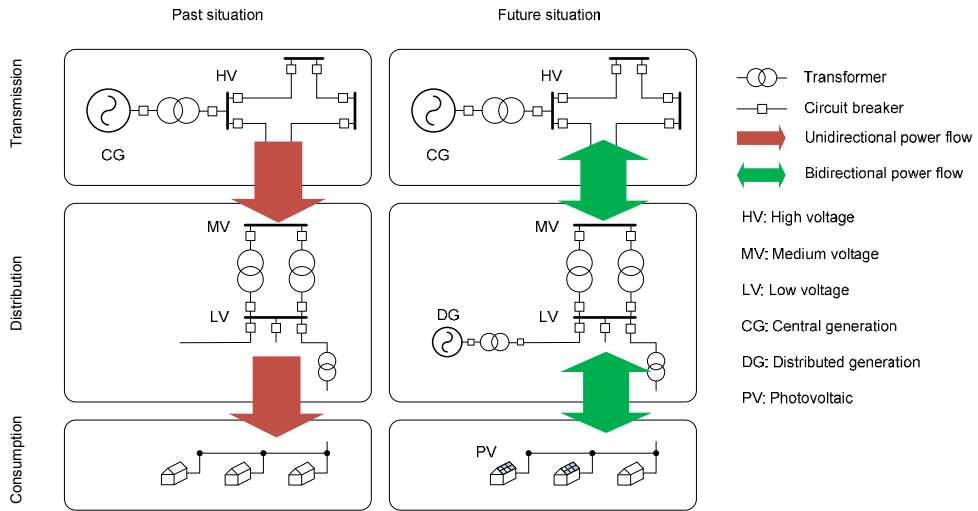 Past situation
Future situation
Transmission
HV
CG
HV
CG
Distribution
MV
LV
MV
DG
LV
Consumption
PV
Transformer
Circuit breaker
Unidirectional power flow
Bidirectional power flow
HV: High voltage
MV: Medium voltage
LV: Low voltage
CG: Central generation
DG: Distributed generation
PV: Photovoltaic